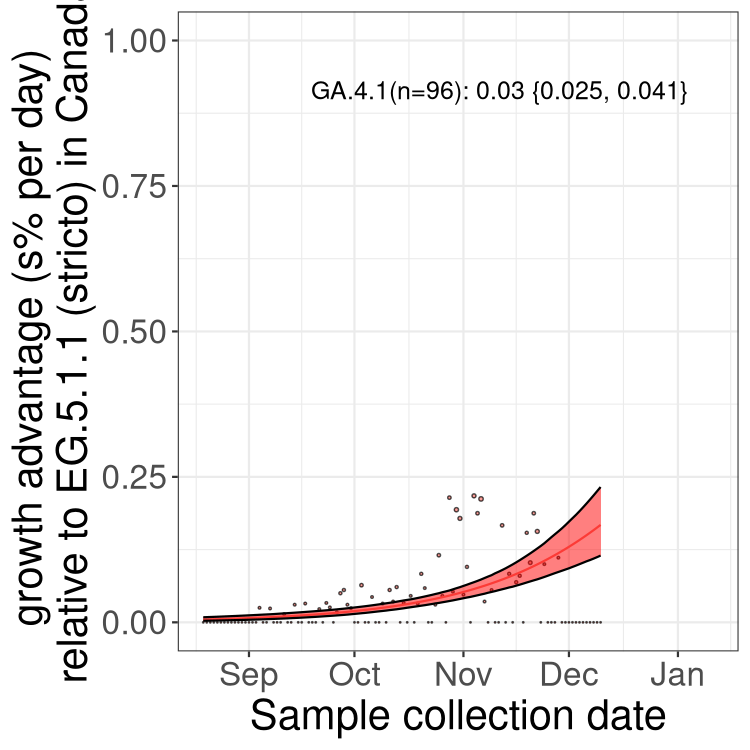 growth advantage (s% per day)
relative to EG.5.1.1 (stricto) in Canada
1.00
0.75
0.50
0.25
0.00
GA.4.1(n=96): 0.03 {0.025, 0.041}
Sep Oct Nov Dec Jan
Sample collection date